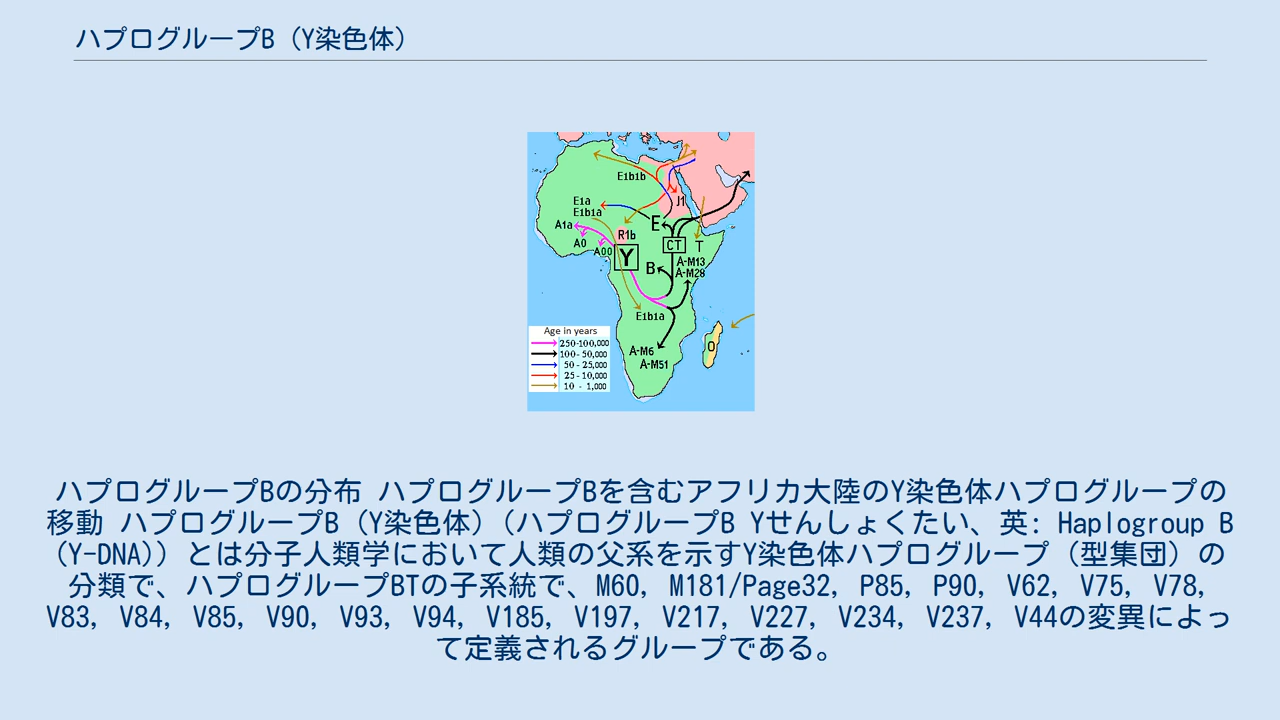 ハプログループB（Y染色体）
E1b1b
J1
E1a
E1b1a
A1a
E
R1b
A0
A00
Y
CT
T
B
A-M13
A-M28
E1b1a
O
A-M6
A-M51
Age in years
250-100,000
100-50,000
50-25,000
25-10,000
10 - 1,000
ハプログループBの分布 ハプログループBを含むアフリカ大陸のY染色体ハプログループの
移動 ハプログループB（Y染色体）（ハプログループB Yせんしょくたい、英: Haplogroup B
(Y-DNA)）とは分子人類学において人類の父系を示すY染色体ハプログループ（型集団）の
分類で、ハプログループBTの子系統で、M60, M181/Page32, P85, P90, V62, V75, V78,
V83, V84, V85, V90, V93, V94, V185, V197, V217, V227, V234, V237, V44の変異によっ
て定義されるグループである。